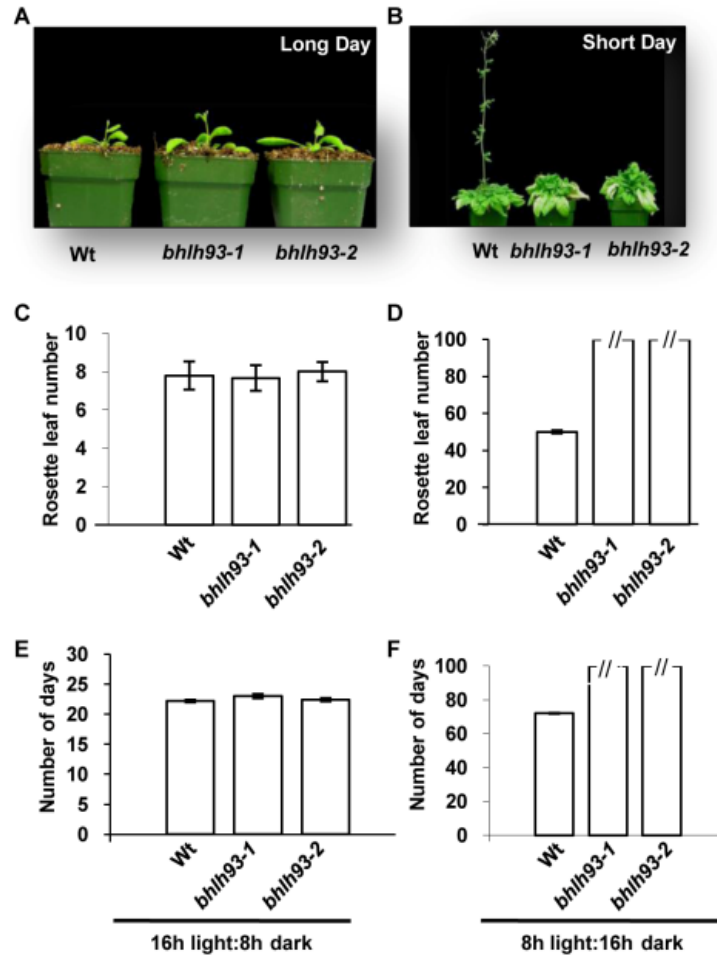 A
Long Day
Wt bhlh93-1 bhlh93-2
B
Short Day
Wt bhlh93-1 bhlh93-2
C
Rosette leaf number
10
8
6
4
2
0
Wt
bhlh93-1
bhlh93-2
D
Rosette leaf number
100
80
60
40
20
0
// //
Wt
bhlh93-1
bhlh93-2
E
Number of days
30
25
20
15
10
5
0
Wt
bhlh93-1
bhlh93-2
16h light:8h dark
F
Number of days
100
80
60
40
20
0
// //
Wt
bhlh93-1
bhlh93-2
8h light:16h dark